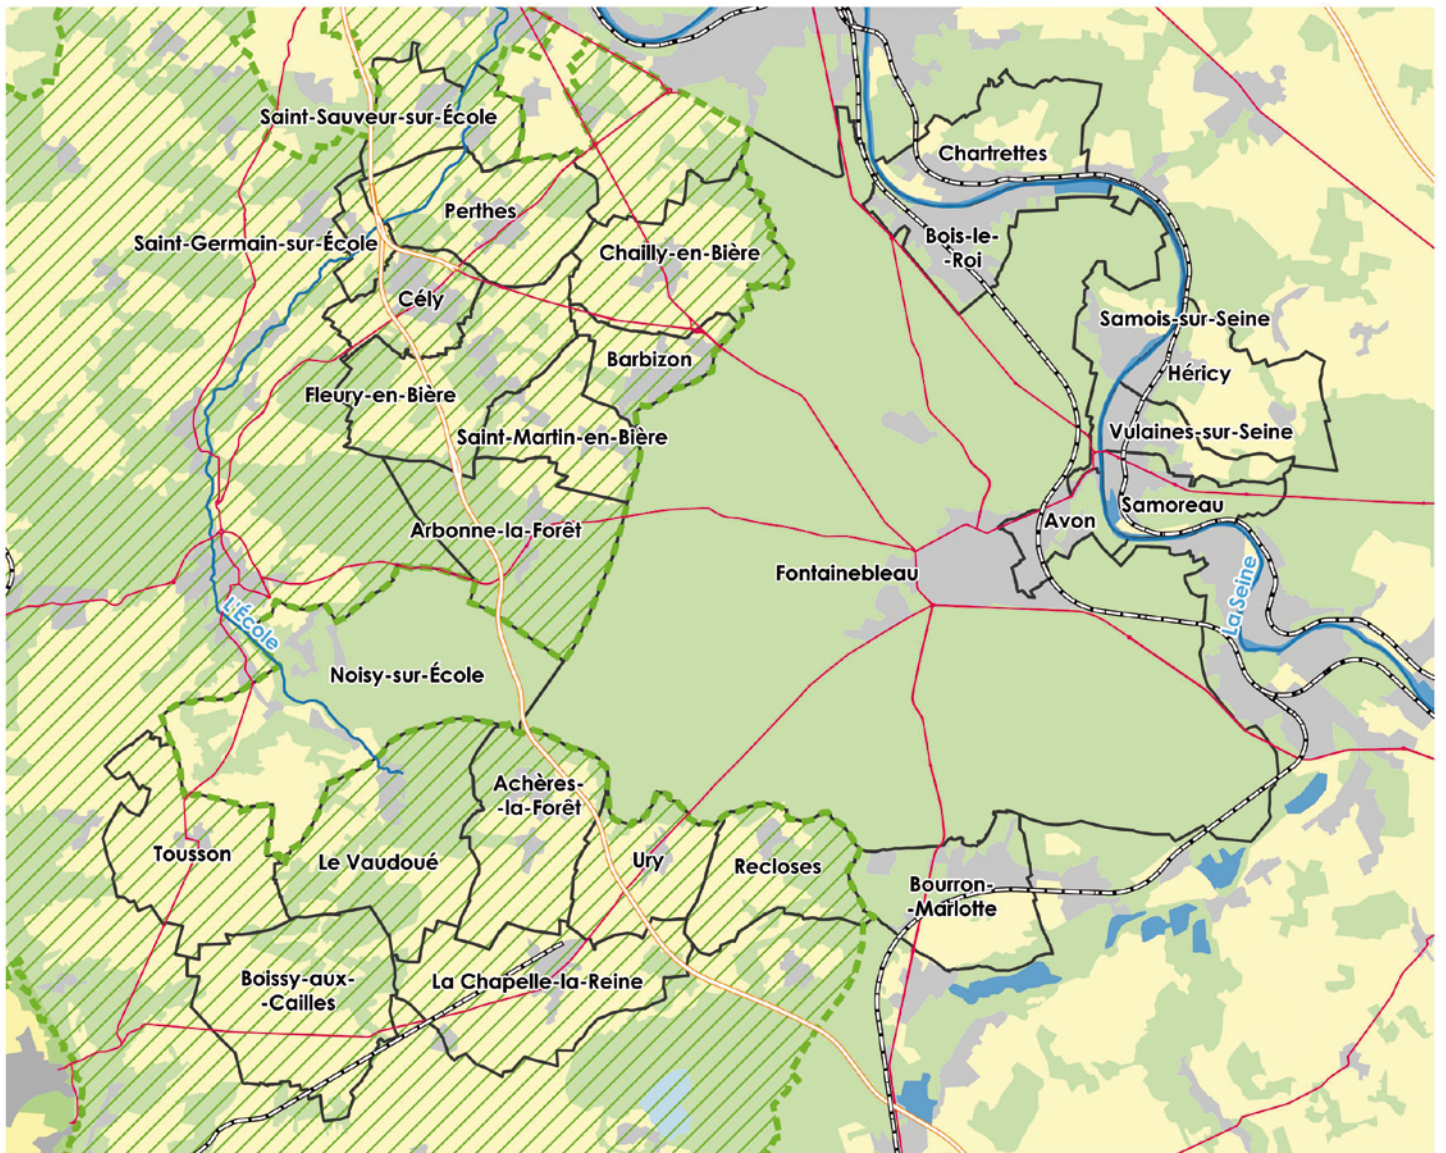 Saint-Sauveur-sur-École
Chartrettes
Perthes
Saint-Germain-sur-École
Bois-le-
-Roi
Chailly-en-Bière
Cély
Samois-sur-Seine
Barbizon
Héricy
Fleury-en-Bière
Vulaines-sur-Seine
Saint-Martin-en-Bière
Samoreau
Avon
Arbonne-la-Forêt
Fontainebleau
La Seine
L'École
Noisy-sur-École
Achères-
-la-Forêt
Tousson
Le Vaudoué
Ury
Recloses
Bourron-
-Marlotte
Boissy-aux-
-Cailles
La Chapelle-la-Reine